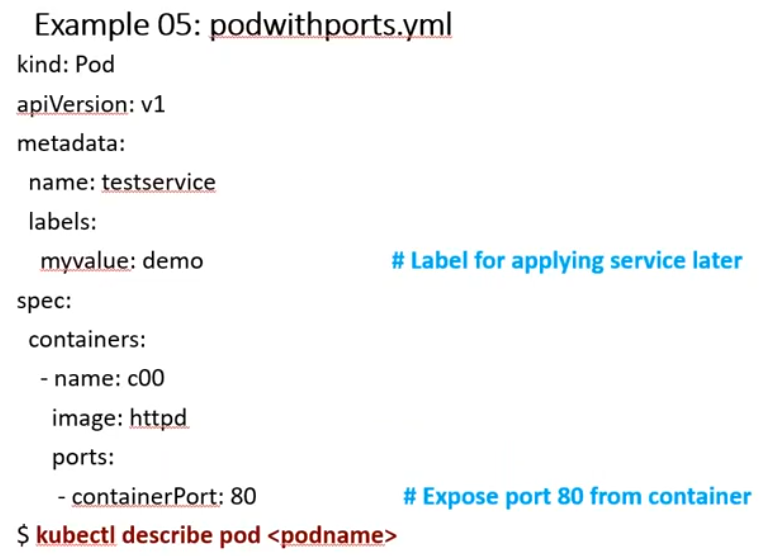 Example 05: podwithports.yml
kind: Pod
apiVersion: v1
metadata:
  name: testservice
  labels:
    myvalue: demo # Label for applying service later
spec:
  containers:
    - name: c00
      image: httpd
      ports:
       - containerPort: 80 # Expose port 80 from container
$ kubectl describe pod <podname>